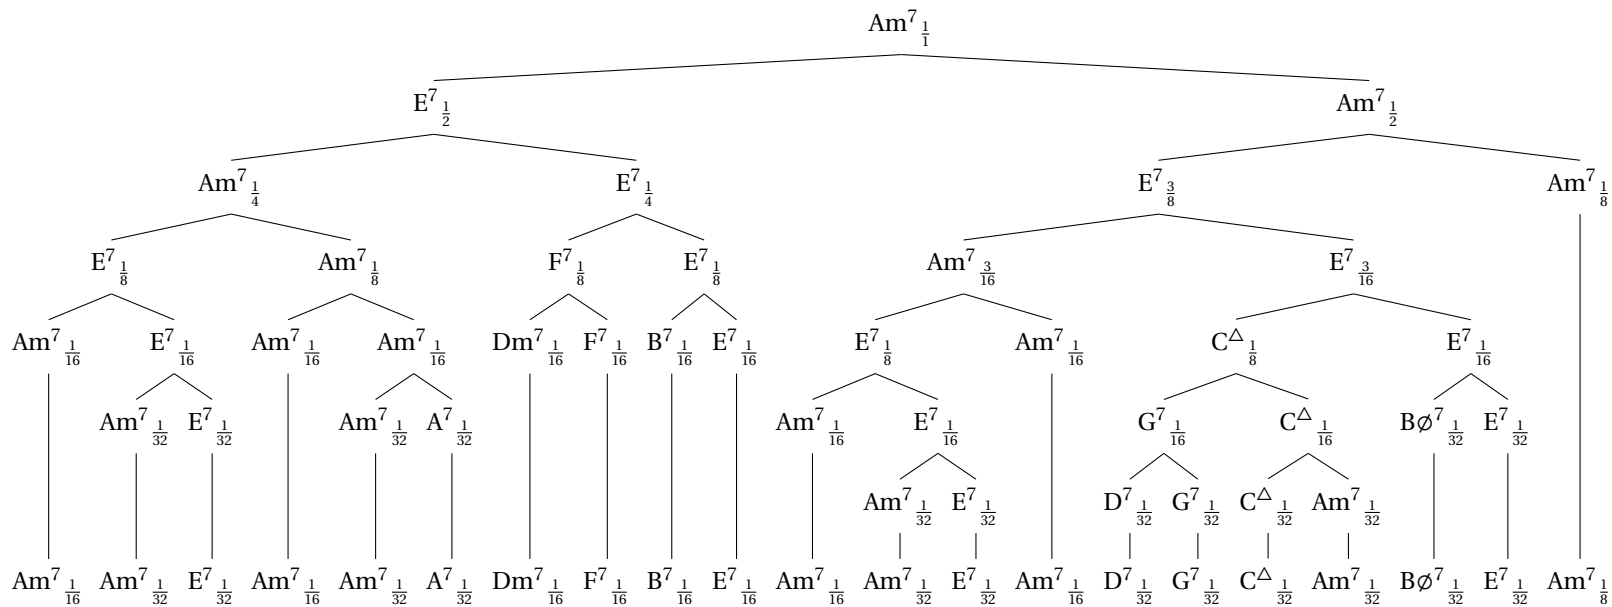 Am⁷ 1/1
E⁷ 1/2 Am⁷ 1/2
Am⁷ 1/4 E⁷ 1/4 E⁷ 3/8 Am⁷ 1/8
E⁷ 1/8 Am⁷ 1/8 F⁷ 1/8 E⁷ 1/8 Am⁷ 3/16 E⁷ 3/16
Am⁷ 1/16 E⁷ 1/16 Am⁷ 1/16 Am⁷ 1/16 Dm⁷ 1/16 F⁷ 1/16 B⁷ 1/16 E⁷ 1/16 E⁷ 1/8 Am⁷ 1/16 C△ 1/8 E⁷ 1/16
Am⁷ 1/32 E⁷ 1/32 Am⁷ 1/32 A⁷ 1/32 Am⁷ 1/16 E⁷ 1/16 G⁷ 1/16 C△ 1/16 Bø⁷ 1/32 E⁷ 1/32
Am⁷ 1/32 E⁷ 1/32 D⁷ 1/32 G⁷ 1/32 C△ 1/32 Am⁷ 1/32
Am⁷ 1/16 Am⁷ 1/32 E⁷ 1/32 Am⁷ 1/16 Am⁷ 1/32 A⁷ 1/32 Dm⁷ 1/16 F⁷ 1/16 B⁷ 1/16 E⁷ 1/16 Am⁷ 1/16 Am⁷ 1/32 E⁷ 1/32 Am⁷ 1/16 D⁷ 1/32 G⁷ 1/32 C△ 1/32 Am⁷ 1/32 Bø⁷ 1/32 E⁷ 1/32 Am⁷ 1/8